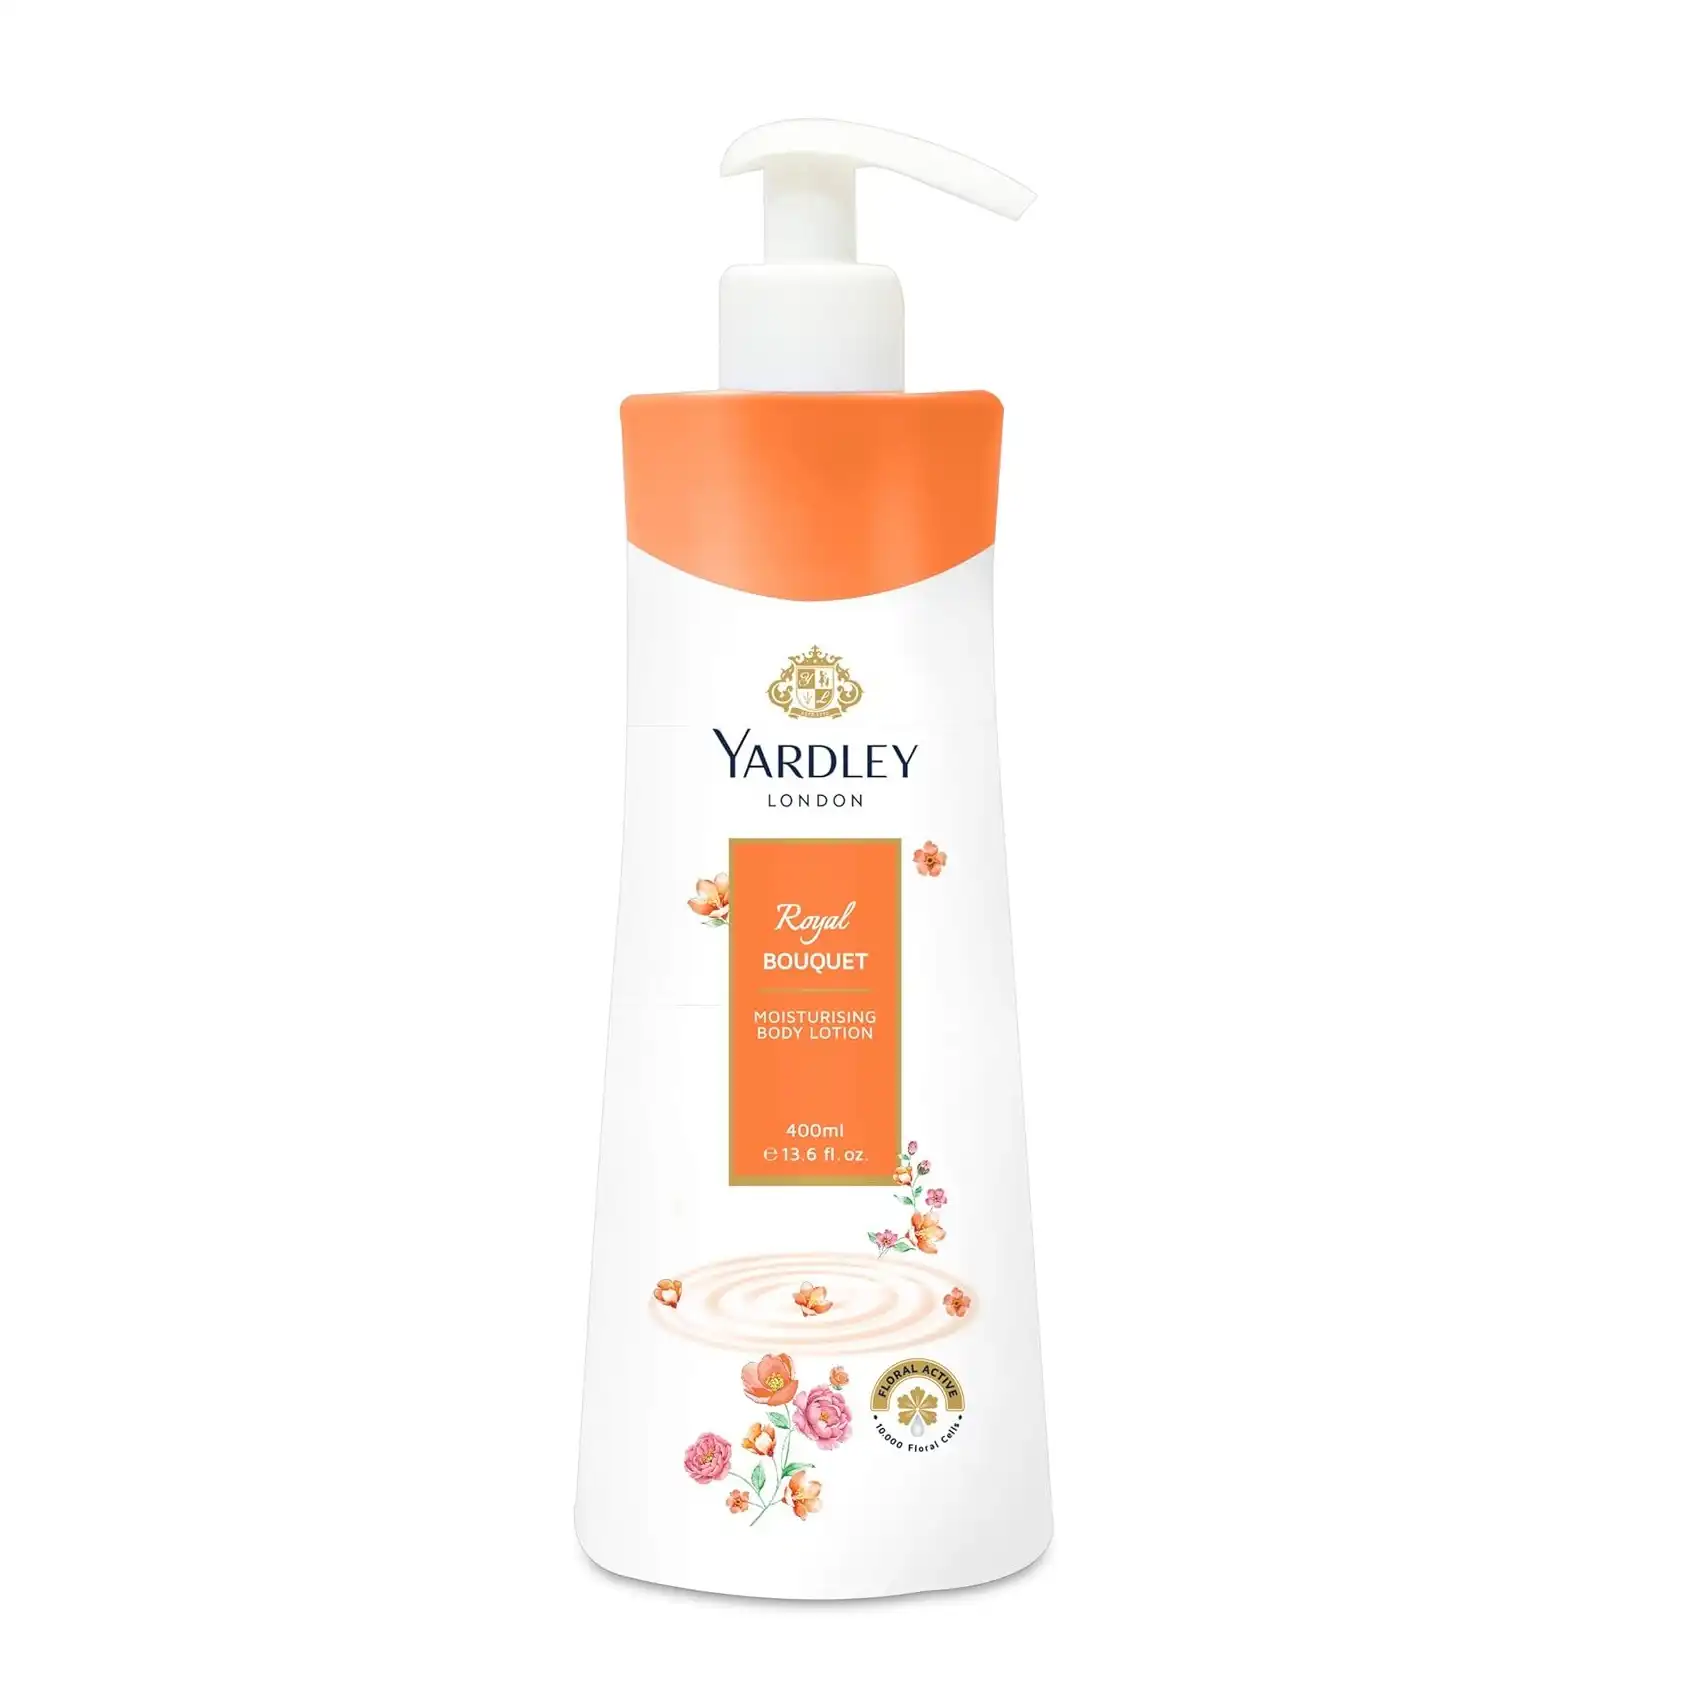 YARDLEY
LONDON
Royal
BOUQUET
MOISTURISING
BODY LOTION
400ml
℮ 13.6 fl. oz.
FLORAL ACTIVE
• 10,000 Floral Cells •